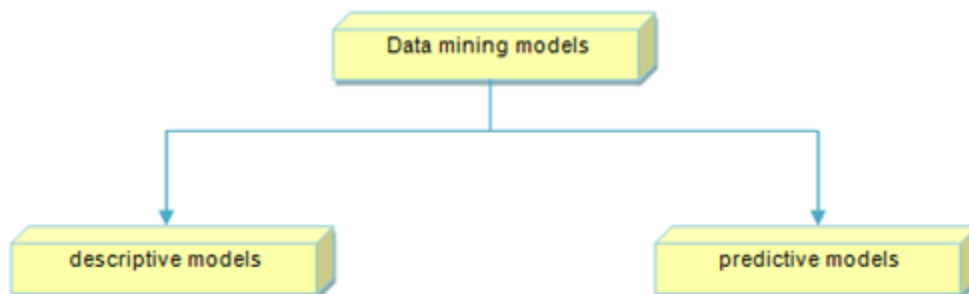 Data mining models
descriptive models
predictive models